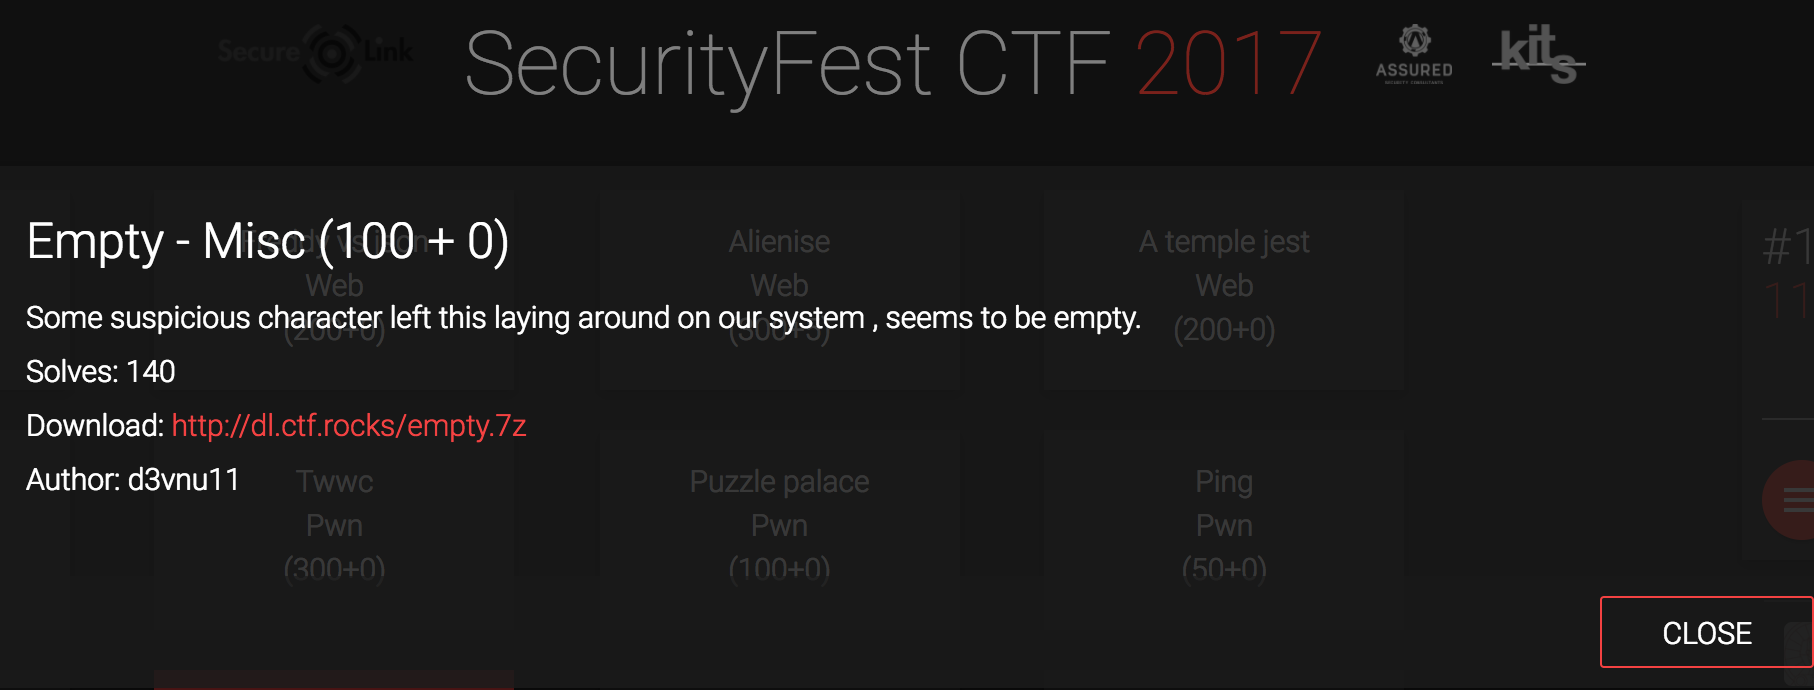 Secure Link
SecurityFest CTF 2017
ASSURED
kits
Empty - Misc (100 + 0)
Web
Alienise
Web
(300+5)
A temple jest
Web
(200+0)
#1
11
Some suspicious character left this laying around on our system , seems to be empty.
(200+0)
Solves: 140
Download: http://dl.ctf.rocks/empty.7z
Author: d3vnu11
Twwc
Pwn
(300+0)
Puzzle palace
Pwn
(100+0)
Ping
Pwn
(50+0)
CLOSE